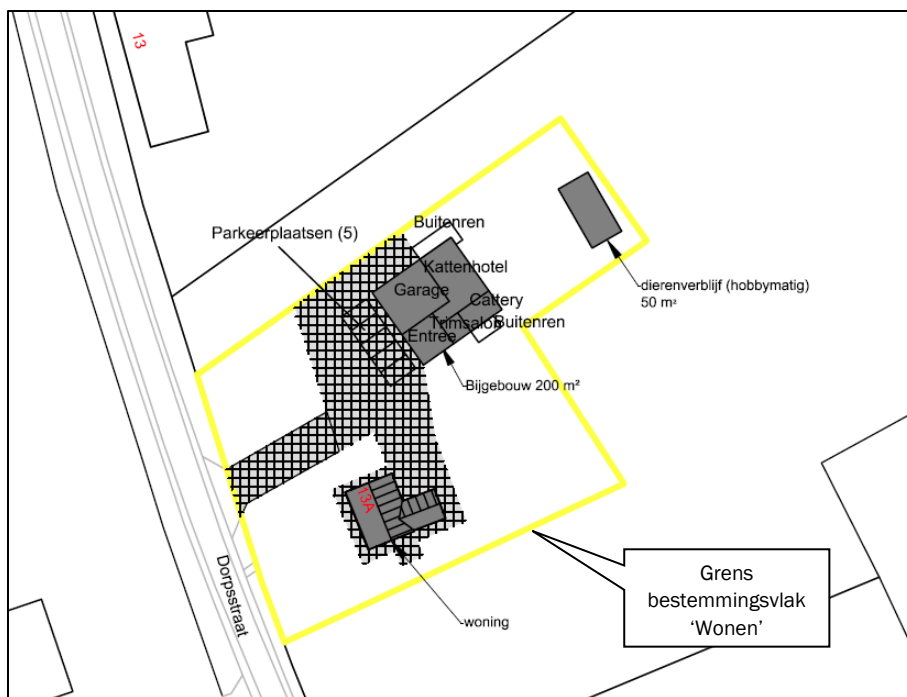 13
Buitenren
Parkeerplaatsen (5)
Kattenhotel
Garage
Cattery
Trimsalon
Buitenren
Entree
dierenverblijf (hobbymatig)
50 m²
Bijgebouw 200 m²
13A
Dorpsstraat
woning
Grens
bestemmingsvlak
‘Wonen’